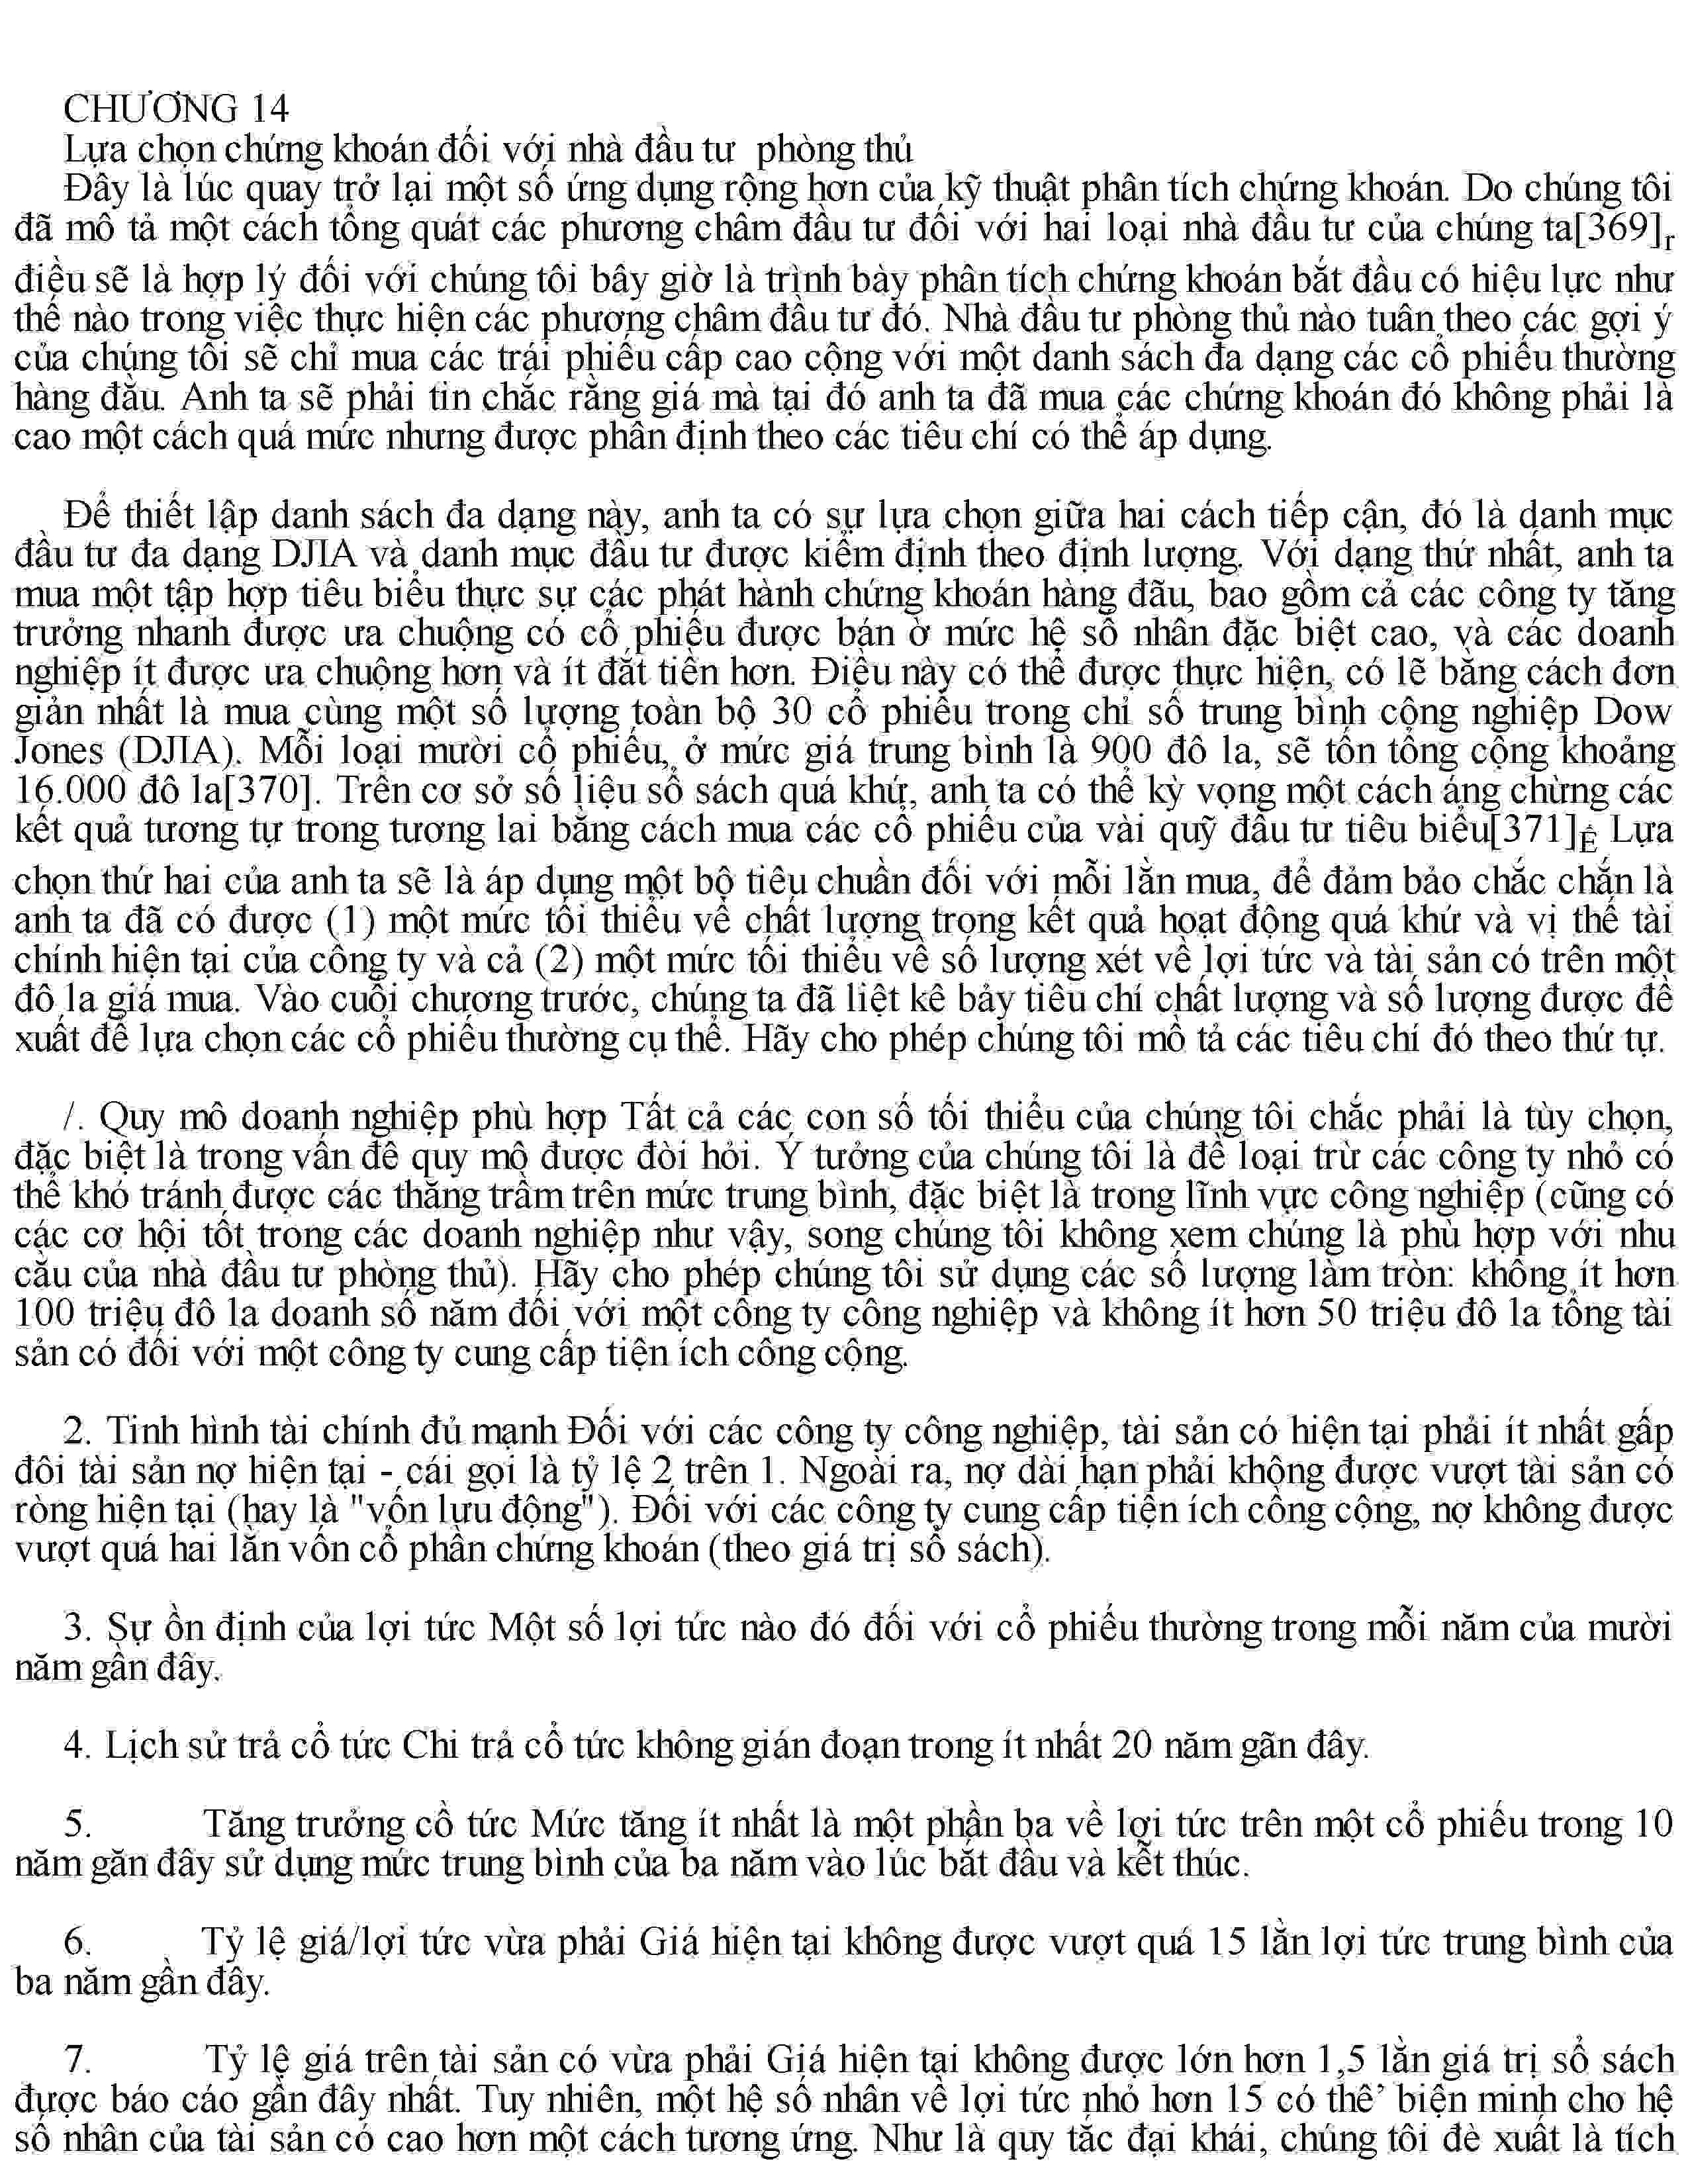 CHƯƠNG 14
Lựa chọn chứng khoán đối với nhà đầu tư phòng thủ
Đây là lúc quay trở lại một số ứng dụng rộng hơn của kỹ thuật phân tích chứng khoán. Do chúng tôi
đã mô tả một cách tổng quát các phương châm đầu tư đối với hai loại nhà đầu tư của chúng ta[369]r
điều sẽ là hợp lý đối với chúng tôi bây giờ là trình bày phân tích chứng khoán bắt đầu có hiệu lực như
thế nào trong việc thực hiện các phương châm đầu tư đó. Nhà đầu tư phòng thủ nào tuân theo các gợi ý
của chúng tôi sẽ chỉ mua các trái phiếu cấp cao cộng với một danh sách đa dạng các cổ phiếu thường
hàng đầu. Anh ta sẽ phải tin chắc rằng giá mà tại đó anh ta đã mua các chứng khoán đó không phải là
cao một cách quá mức nhưng được phân định theo các tiêu chí có thể áp dụng.
Để thiết lập danh sách đa dạng này, anh ta có sự lựa chọn giữa hai cách tiếp cận, đó là danh mục
đầu tư đa dạng DJIA và danh mục đầu tư được kiểm định theo định lượng. Với dạng thứ nhất, anh ta
mua một tập hợp tiêu biểu thực sự các phát hành chứng khoán hàng đãu, bao gồm cả các công ty tăng
trưởng nhanh được ưa chuộng có cổ phiếu được bán ở mức hệ số nhân đặc biệt cao, và các doanh
nghiệp ít được ưa chuộng hơn và ít đắt tiền hơn. Điều này có thể được thực hiện, có lẽ bằng cách đơn
giản nhất là mua cùng một số lượng toàn bộ 30 cổ phiếu trong chỉ số trung bình công nghiệp Dow
Jones (DJIA). Mỗi loại mười cổ phiếu, ở mức giá trung bình là 900 đô la, sẽ tốn tổng cộng khoảng
16.000 đô la[370]. Trên cơ sở số liệu sổ sách quá khứ, anh ta có thể kỳ vọng một cách áng chừng các
kết quả tương tự trong tương lai bằng cách mua các cổ phiếu của vài quỹ đầu tư tiêu biểu[371]Ề Lựa
chọn thứ hai của anh ta sẽ là áp dụng một bộ tiêu chuẩn đối với mỗi lần mua, để đảm bảo chắc chắn là
anh ta đã có được (1) một mức tối thiểu về chất lượng trong kết quả hoạt động quá khứ và vị thế tài
chính hiện tại của công ty và cả (2) một mức tối thiểu về số lượng xét về lợi tức và tài sản có trên một
đô la giá mua. Vào cuối chương trước, chúng ta đã liệt kê bảy tiêu chí chất lượng và số lượng được đề
xuất để lựa chọn các cổ phiếu thường cụ thể. Hãy cho phép chúng tôi mô tả các tiêu chí đó theo thứ tự.
/. Quy mô doanh nghiệp phù hợp Tất cả các con số tối thiểu của chúng tôi chắc phải là tùy chọn,
đặc biệt là trong vấn đê quy mô được đòi hỏi. Ý tưởng của chúng tôi là để loại trừ các công ty nhỏ có
thể khó tránh được các thăng trầm trên mức trung bình, đặc biệt là trong lĩnh vực công nghiệp (cũng có
các cơ hội tốt trong các doanh nghiệp như vậy, song chúng tôi không xem chúng là phù hợp với nhu
cầu của nhà đầu tư phòng thủ). Hãy cho phép chúng tôi sử dụng các số lượng làm tròn: không ít hơn
100 triệu đô la doanh số năm đối với một công ty công nghiệp và không ít hơn 50 triệu đô la tổng tài
sản có đối với một công ty cung cấp tiện ích công cộng.
2. Tinh hình tài chính đủ mạnh Đối với các công ty công nghiệp, tài sản có hiện tại phải ít nhất gấp
đôi tài sản nợ hiện tại - cái gọi là tỷ lệ 2 trên 1. Ngoài ra, nợ dài hạn phải không được vượt tài sản có
ròng hiện tại (hay là "vốn lưu động"). Đối với các công ty cung cấp tiện ích công cộng, nợ không được
vượt quá hai lần vốn cổ phần chứng khoán (theo giá trị sổ sách).
3. Sự ồn định của lợi tức Một số lợi tức nào đó đối với cổ phiếu thường trong mỗi năm của mười
năm gần đây.
4. Lịch sử trả cổ tức Chi trả cổ tức không gián đoạn trong ít nhất 20 năm gãn đây.
5. Tăng trưởng cồ tức Mức tăng ít nhất là một phần ba về lợi tức trên một cổ phiếu trong 10
năm găn đây sử dụng mức trung bình của ba năm vào lúc bắt đầu và kễt thúc.
6. Tỷ lệ giá/lợi tức vừa phải Giá hiện tại không được vượt quá 15 lần lợi tức trung bình của
ba năm gần đây.
7. Tỷ lệ giá trên tài sản có vừa phải Giá hiện tại không được lớn hơn 1,5 lần giá trị sổ sách
được báo cáo gần đây nhất. Tuy nhiên, một hệ số nhân về lợi tức nhỏ hơn 15 có thê’ biện minh cho hệ
số nhân của tài sản có cao hơn một cách tương ứng. Như là quy tắc đại khái, chúng tôi đè xuất là tích